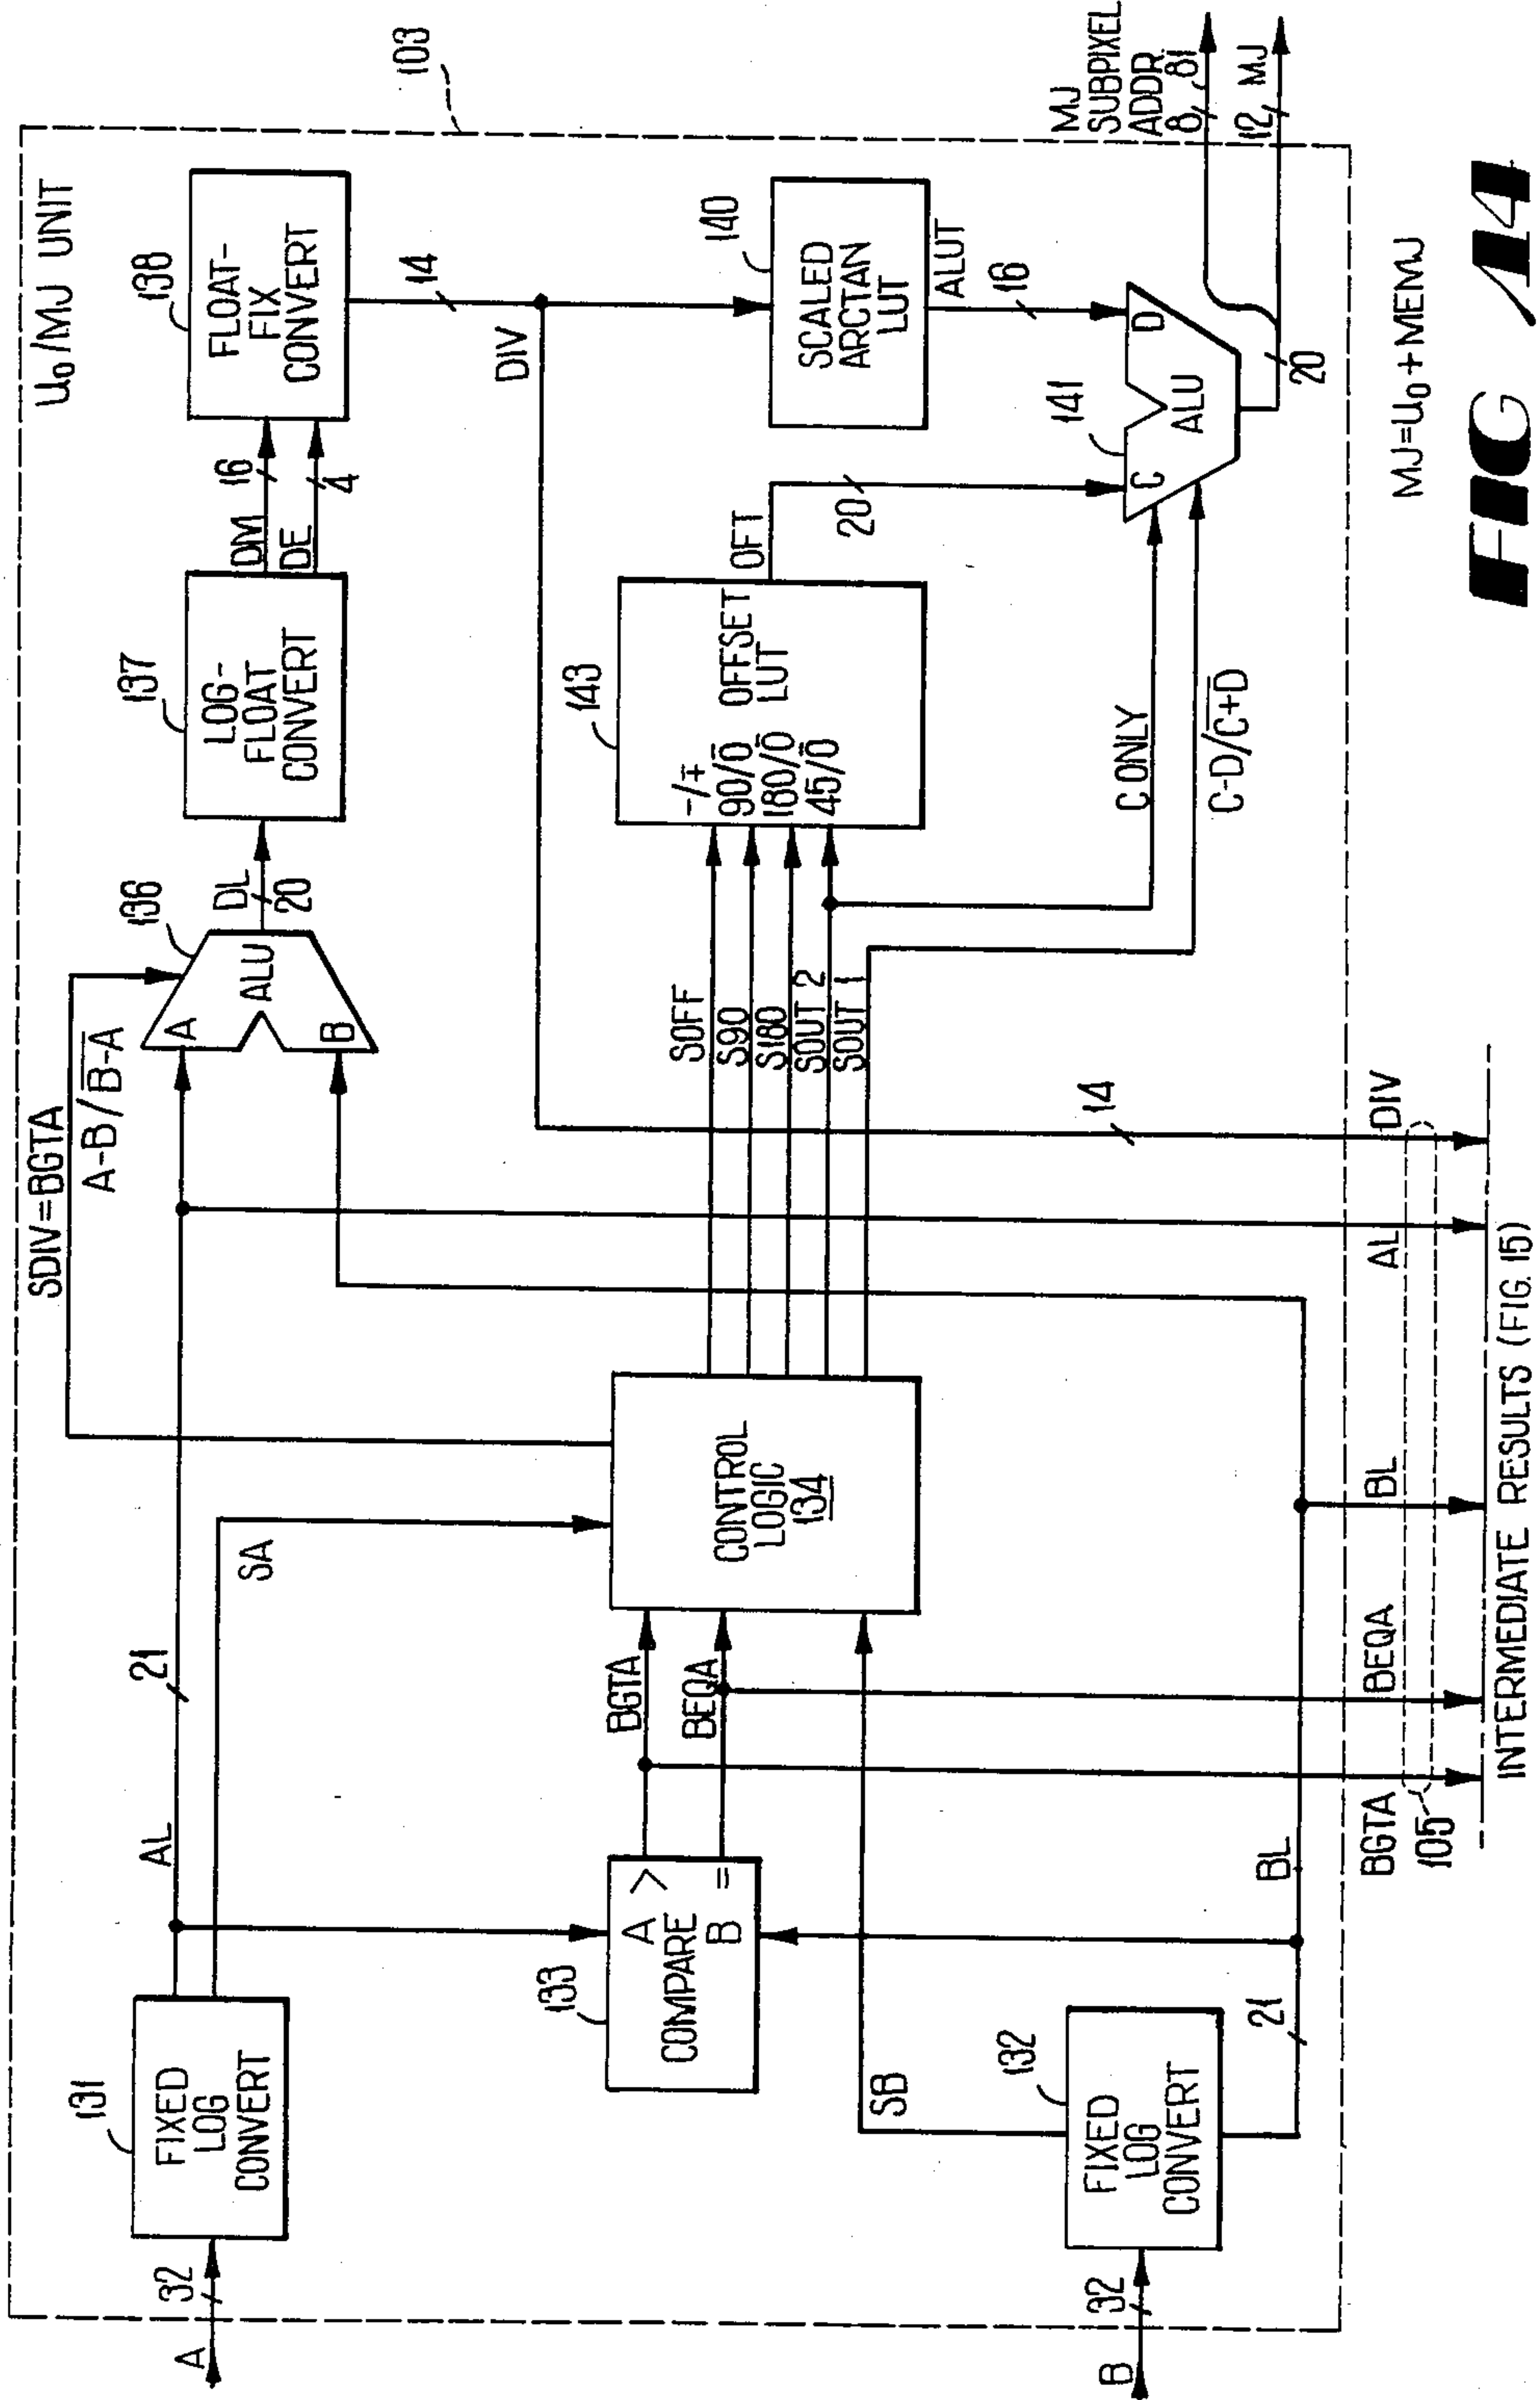 U₀/MJ UNIT
103
A
32
131
FIXED
LOG
CONVERT
AL
21
SA
SDIV=BGTA
A-B/B̅-̅A̅
136
A
ALU
B
DL
20
137
LOG-
FLOAT
CONVERT
DM
16
DE
4
138
FLOAT-
FIX
CONVERT
14
DIV
133
A >
COMPARE
B =
BGTA
BEQA
CONTROL
LOGIC
134
SOFF
S90
S180
SOUT 2
SOUT 1
143
-/+̅
90/0̅
180/0̅
45/0̅
OFFSET
LUT
OFT
20
140
SCALED
ARCTAN
LUT
ALUT
16
141
C
D
ALU
20
C ONLY
C-D/C̅+̅D̅
MJ
SUBPIXEL
ADDR.
8
81
12
MJ
B
32
132
FIXED
LOG
CONVERT
SB
21
BL
14
BGTA
BEQA
BL
AL
DIV
105
INTERMEDIATE RESULTS (FIG. 15)
MJ=U₀+MEMJ
FIG 14